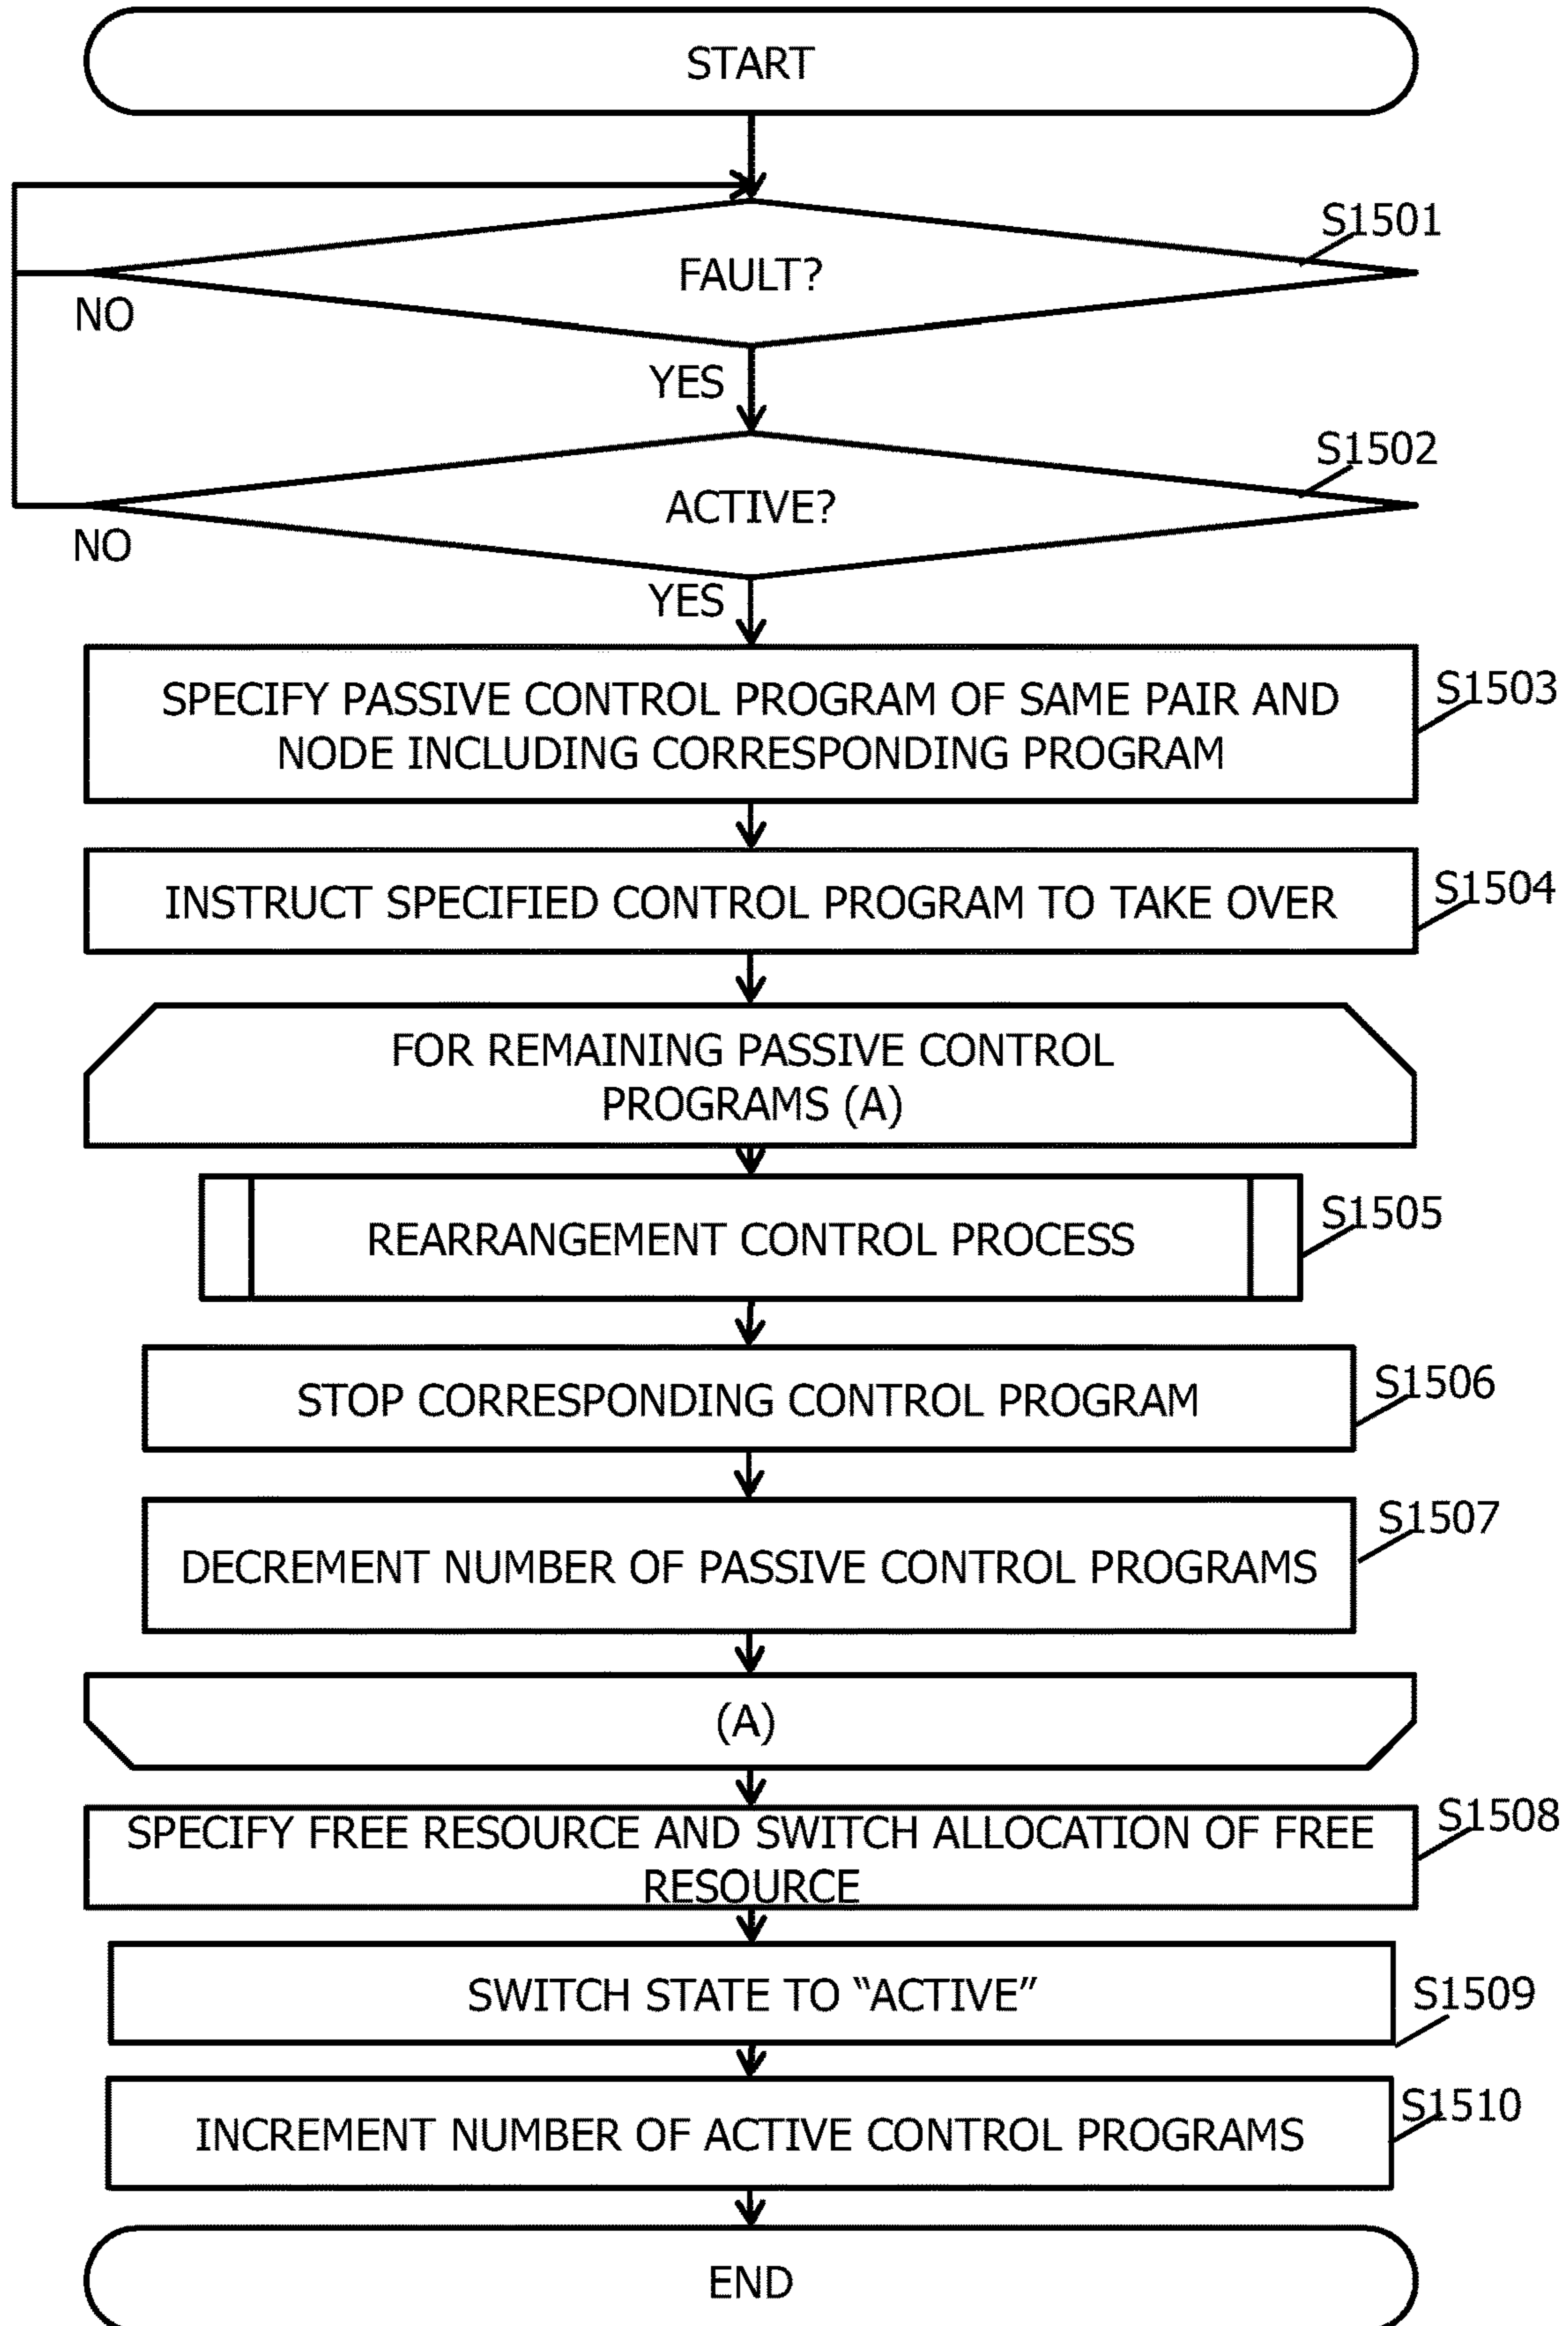 START
S1501
FAULT?
NO
YES
S1502
ACTIVE?
NO
YES
SPECIFY PASSIVE CONTROL PROGRAM OF SAME PAIR AND
NODE INCLUDING CORRESPONDING PROGRAM
S1503
INSTRUCT SPECIFIED CONTROL PROGRAM TO TAKE OVER
S1504
FOR REMAINING PASSIVE CONTROL
PROGRAMS (A)
REARRANGEMENT CONTROL PROCESS
S1505
STOP CORRESPONDING CONTROL PROGRAM
S1506
DECREMENT NUMBER OF PASSIVE CONTROL PROGRAMS
S1507
(A)
SPECIFY FREE RESOURCE AND SWITCH ALLOCATION OF FREE
RESOURCE
S1508
SWITCH STATE TO “ACTIVE”
S1509
INCREMENT NUMBER OF ACTIVE CONTROL PROGRAMS
S1510
END